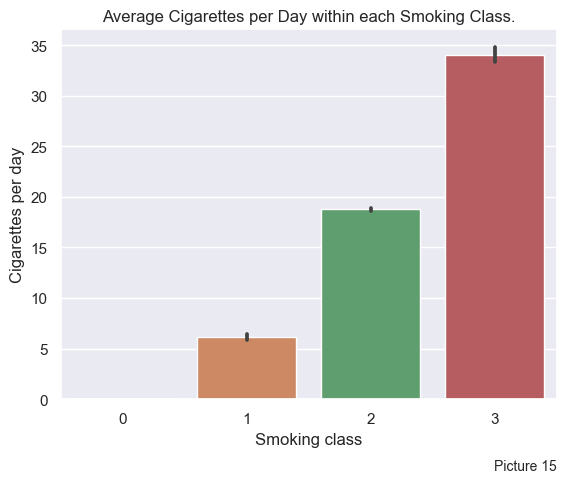 Average Cigarettes per Day within each Smoking Class.
35
30
25
20
15
10
5
0
Cigarettes per day
0 1 2 3
Smoking class
Picture 15